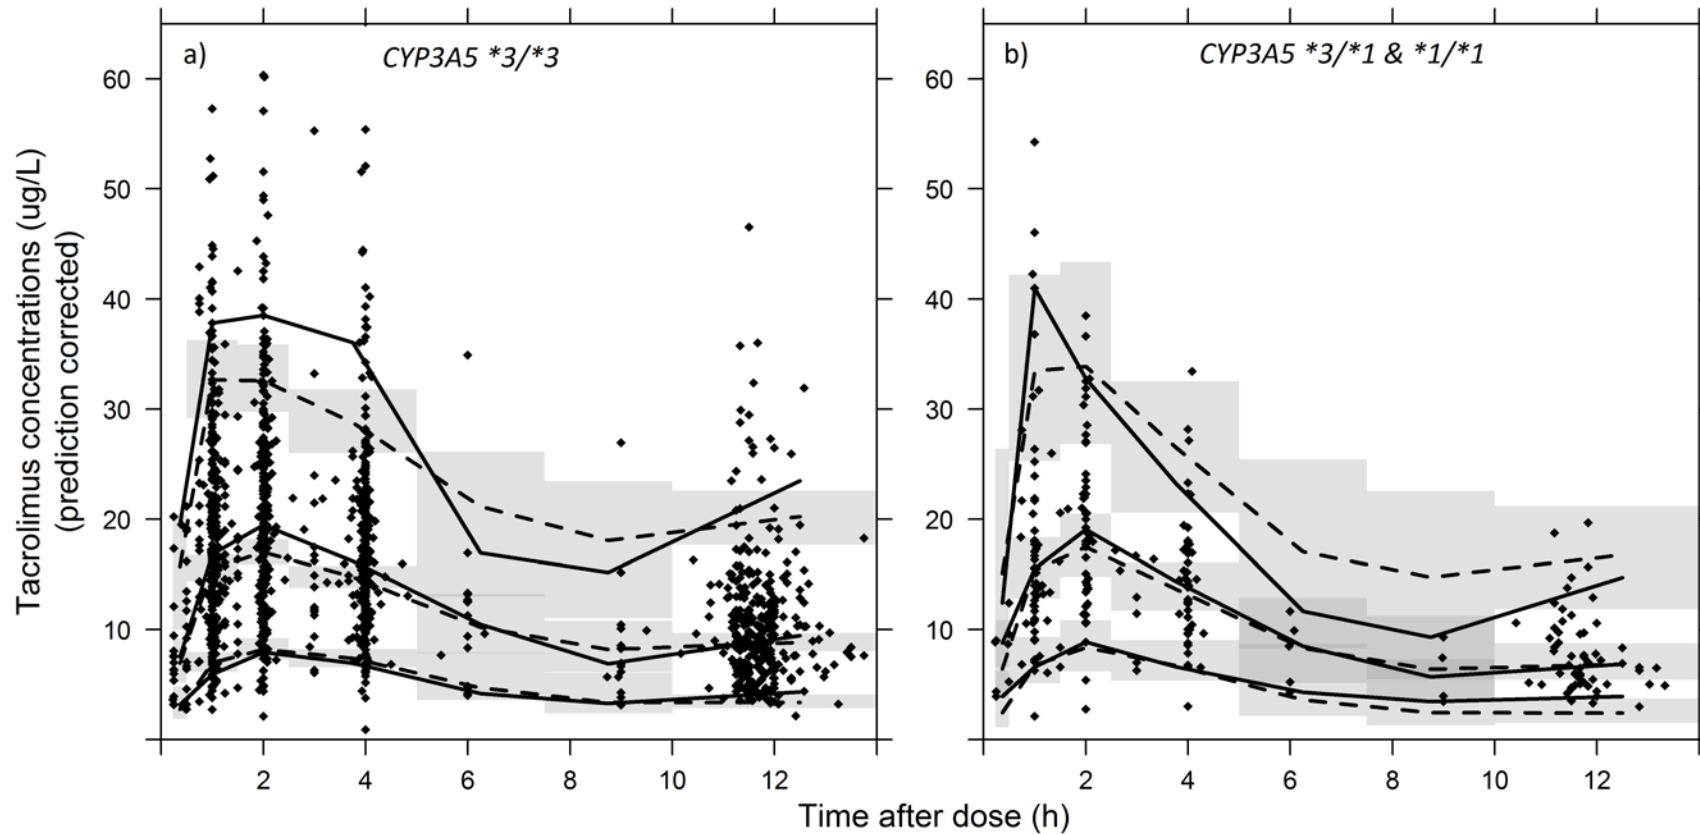 a)
CYP3A5 *3/*3
b)
CYP3A5 *3/*1 & *1/*1
Tacrolimus concentrations (ug/L)
(prediction corrected)
60
50
40
30
20
10
60
50
40
30
20
10
2 4 6 8 10 12
2 4 6 8 10 12
Time after dose (h)